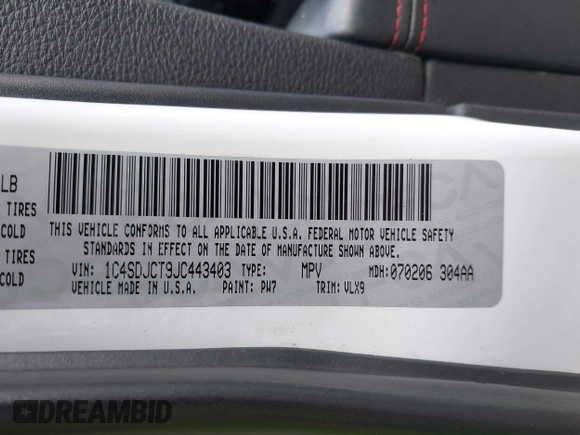 LB
TIRES
COLD
TIRES
COLD
THIS VEHICLE CONFORMS TO ALL APPLICABLE U.S.A. FEDERAL MOTOR VEHICLE SAFETY
STANDARDS IN EFFECT ON THE DATE OF MANUFACTURE SHOWN ABOVE.
VIN: 1C4SDJCT9JC443403 TYPE: MPV MDH:070206 304AA
VEHICLE MADE IN U.S.A. PAINT: PW7 TRIM: VLX9
DREAMBID